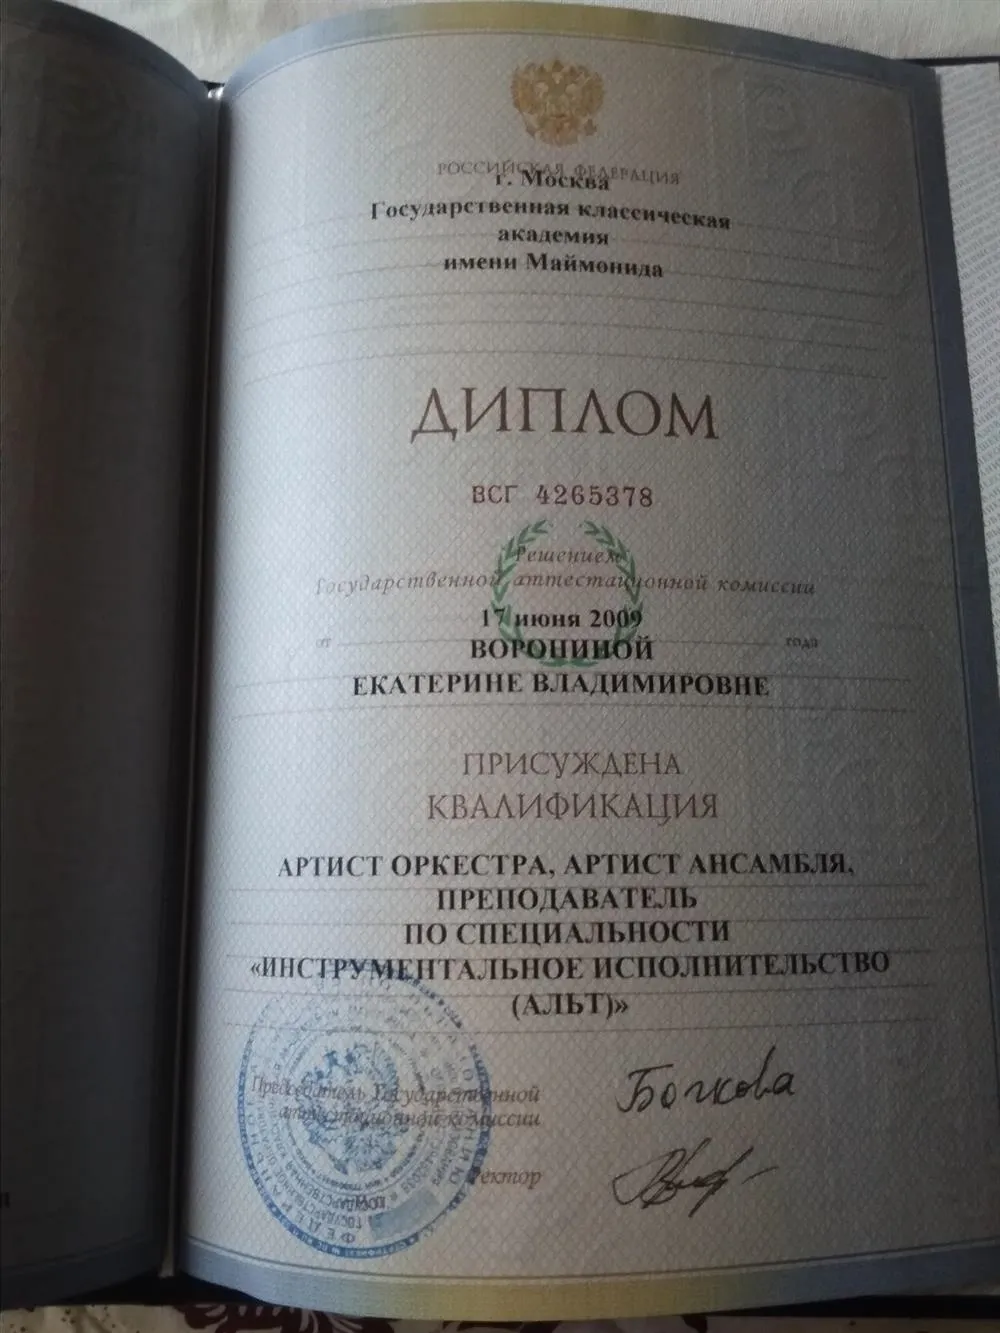 РОССИЙСКАЯ ФЕДЕРАЦИЯ
г. Москва
Государственная классическая
академия
имени Маймонида
ДИПЛОМ
ВСГ 4265378
Решением
Государственной аттестационной комиссии
17 июня 2009
от года
ВОРОНИНОЙ
ЕКАТЕРИНЕ ВЛАДИМИРОВНЕ
ПРИСУЖДЕНА
КВАЛИФИКАЦИЯ
АРТИСТ ОРКЕСТРА, АРТИСТ АНСАМБЛЯ,
ПРЕПОДАВАТЕЛЬ
ПО СПЕЦИАЛЬНОСТИ
«ИНСТРУМЕНТАЛЬНОЕ ИСПОЛНИТЕЛЬСТВО
(АЛЬТ)»
Председатель Государственной
аттестационной комиссии
Бочкова
Ректор